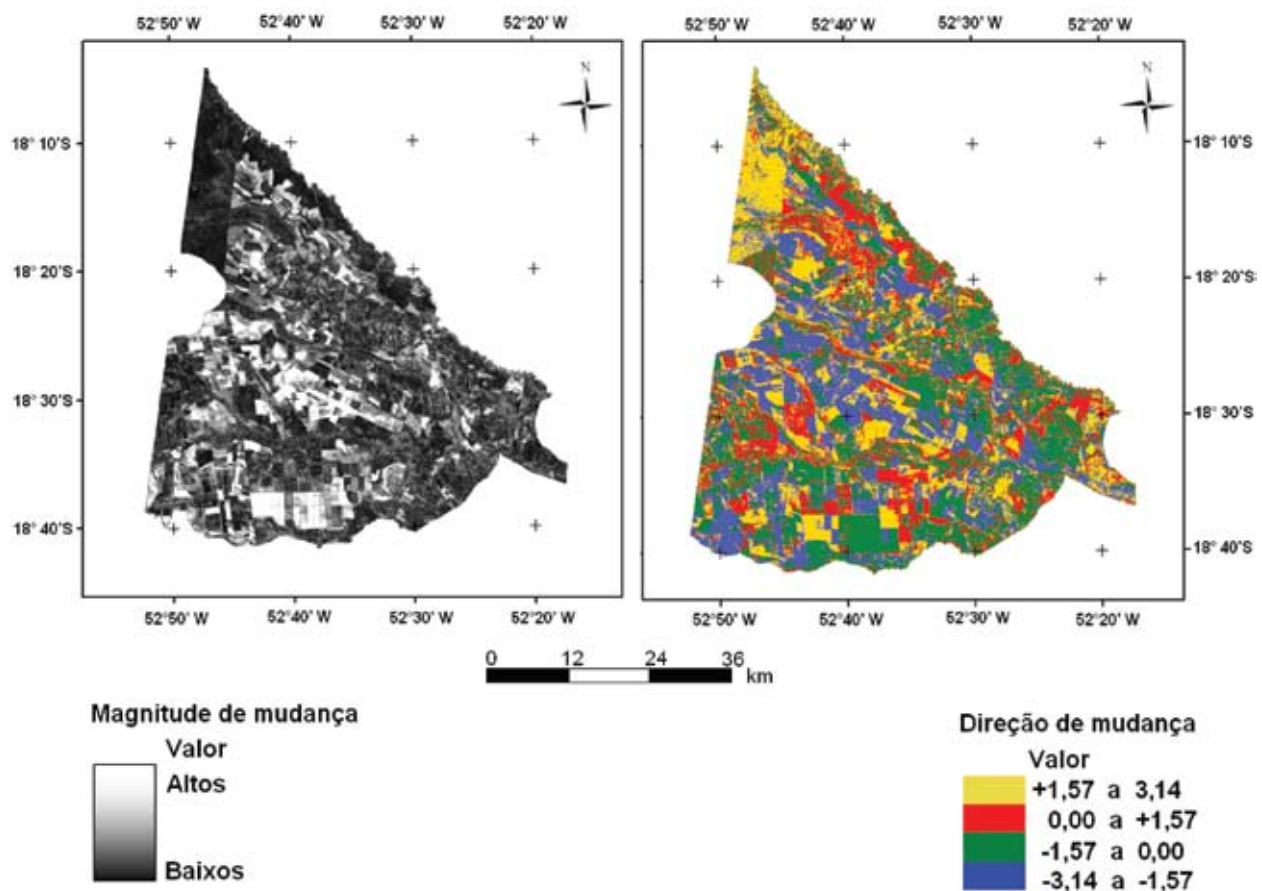 52°50' W 52°40' W 52°30' W 52°20' W
52°50' W 52°40' W 52°30' W 52°20' W
N
N
18° 10'S
18° 20'S
18° 30'S
18° 40'S
18° 10'S
18° 20'S
18° 30'S
18° 40'S
52°50' W 52°40' W 52°30' W 52°20' W
52°50' W 52°40' W 52°30' W 52°20' W
0 12 24 36
km
Magnitude de mudança
Valor
Altos
Baixos
Direção de mudança
Valor
+1,57 a 3,14
0,00 a +1,57
-1,57 a 0,00
-3,14 a -1,57